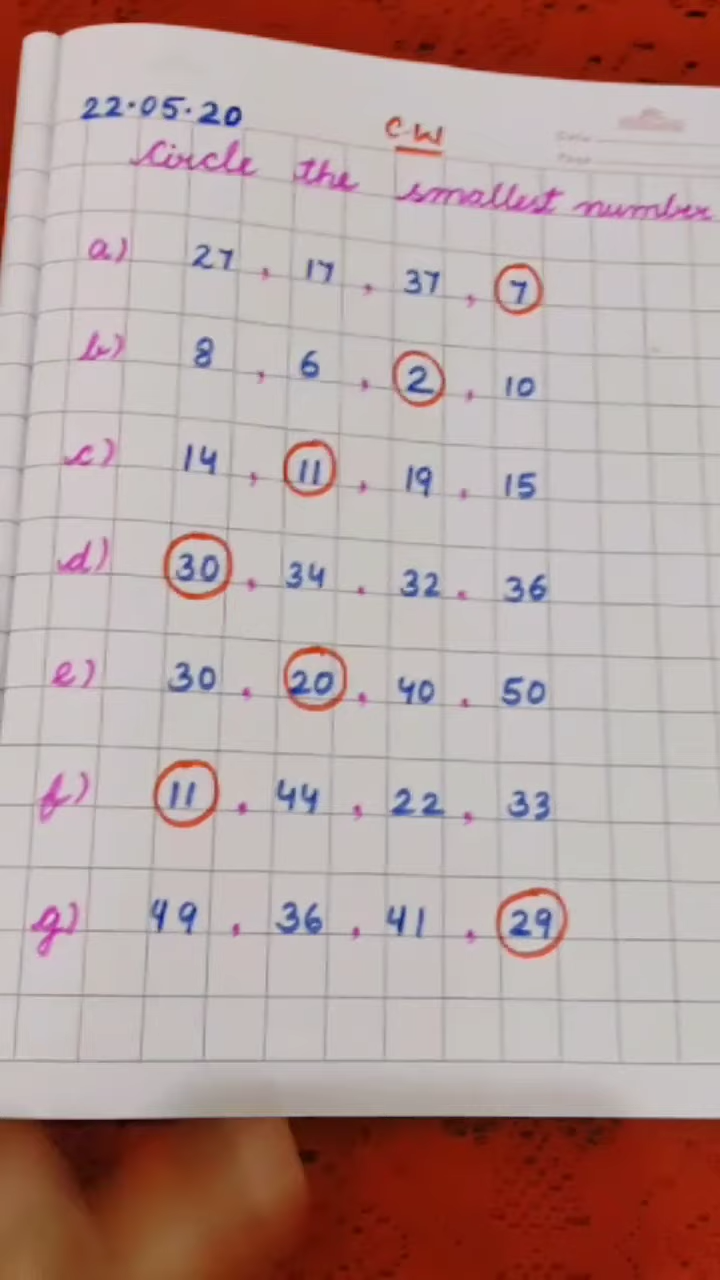 22.05.20
C.W
Circle the smallest number
a) 27, 17, 37, 7
b) 8, 6, 2, 10
c) 14, 11, 19, 15
d) 30, 34, 32, 36
e) 30, 20, 40, 50
f) 11, 44, 22, 33
g) 49, 36, 41, 29